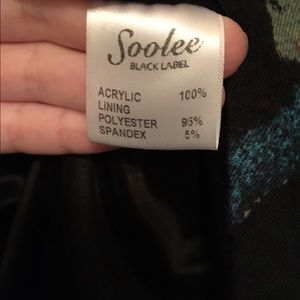 Soolee
BLACK LABEL
ACRYLIC 100%
LINING
POLYESTER 95%
SPANDEX 5%